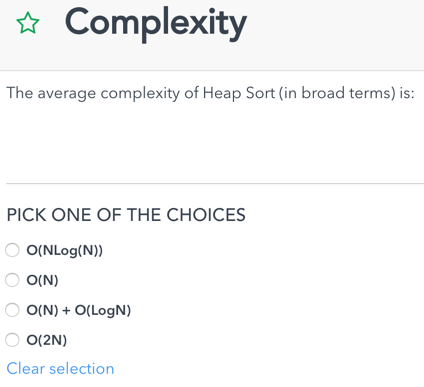 Complexity
The average complexity of Heap Sort (in broad terms) is:
PICK ONE OF THE CHOICES
O(NLog(N))
O(N)
O(N) + O(LogN)
O(2N)
Clear selection